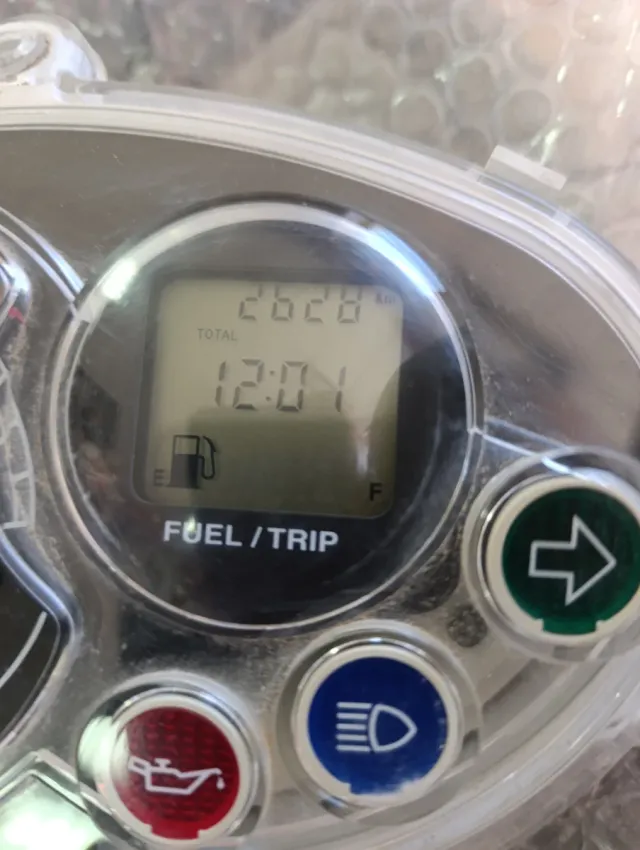 2628 Km
TOTAL
12:01
E F
FUEL / TRIP